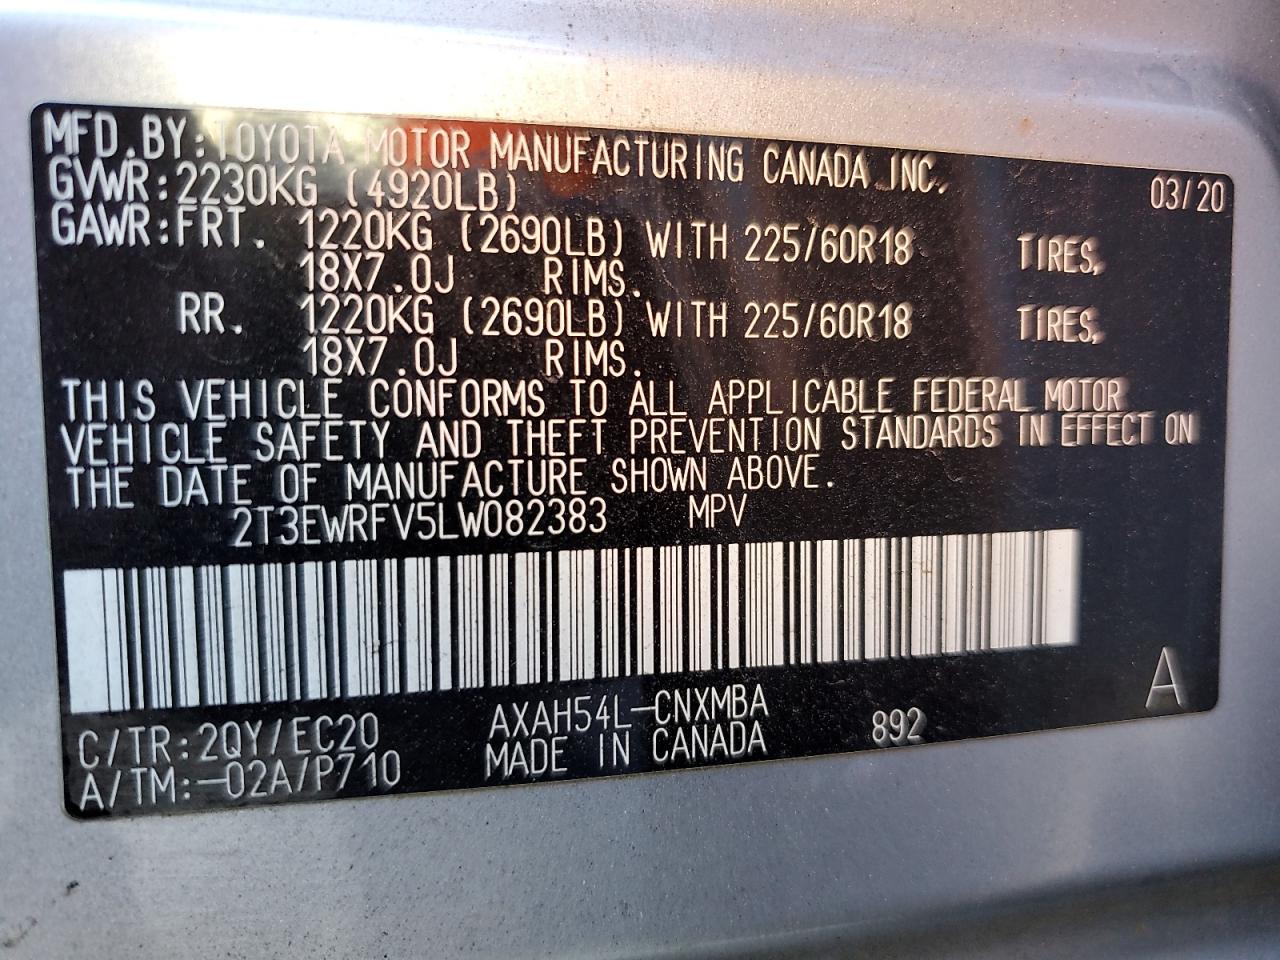 MFD.BY:TOYOTA MOTOR MANUFACTURING CANADA INC. 03/20
GVWR:2230KG (4920LB)
GAWR:FRT. 1220KG (2690LB) WITH 225/60R18 TIRES,
18X7.0J RIMS.
RR. 1220KG (2690LB) WITH 225/60R18 TIRES,
18X7.0J RIMS.
THIS VEHICLE CONFORMS TO ALL APPLICABLE FEDERAL MOTOR
VEHICLE SAFETY AND THEFT PREVENTION STANDARDS IN EFFECT ON
THE DATE OF MANUFACTURE SHOWN ABOVE.
2T3EWRFV5LW082383 MPV
A
C/TR:2QY/EC20 AXAH54L-CNXMBA
A/TM:-02A/P710 MADE IN CANADA 892